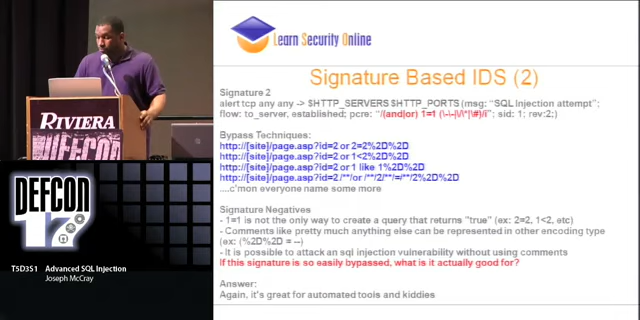 Learn Security Online
Signature Based IDS (2)
Signature 2
alert tcp any any -> $HTTP_SERVERS $HTTP_PORTS (msg: "SQL Injection attempt";
flow: to_server, established; pcre: "/(and|or) 1=1 (\-\-|\/\*|\#)/i"; sid: 1; rev:2;)
Bypass Techniques:
http://[site]/page.asp?id=2 or 2=2%2D%2D
http://[site]/page.asp?id=2 or 1<2%2D%2D
http://[site]/page.asp?id=2 or 1 like 1%2D%2D
http://[site]/page.asp?id=2 /**/or /**/2/**/=/**/2%2D%2D
....c'mon everyone name some more
Signature Negatives
- 1=1 is not the only way to create a query that returns "true" (ex: 2=2, 1<2, etc)
- Comments like pretty much anything else can be represented in other encoding type
(ex: (%2D%2D = --)
- It is possible to attack an sql injection vulnerability without using comments
If this signature is so easily bypassed, what is it actually good for?
Answer:
Again, it's great for automated tools and kiddies
RIVIERA
DEFCON
DEFCON
17
T5D3S1 Advanced SQL Injection
Joseph McCray